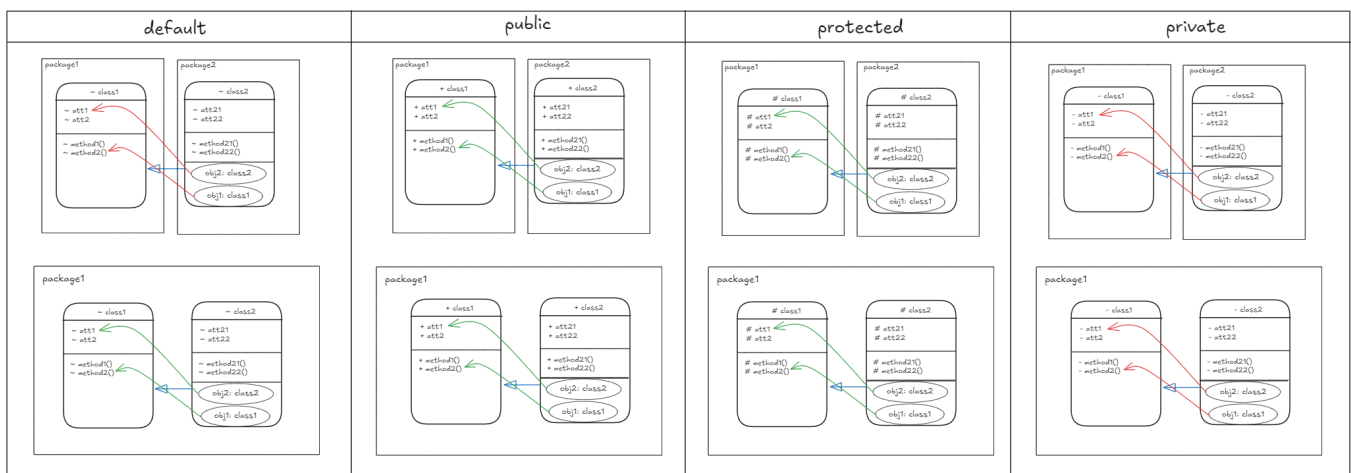 default
public
protected
private
package1
~ class1
~ att1
~ att2
~ method1()
~ method2()
package2
~ class2
~ att21
~ att22
~ method21()
~ method22()
obj2: class2
obj1: class1
package1
+ class1
+ att1
+ att2
+ method1()
+ method2()
package2
+ class2
+ att21
+ att22
+ method21()
+ method22()
obj2: class2
obj1: class1
package1
# class1
# att1
# att2
# method1()
# method2()
package2
# class2
# att21
# att22
# method21()
# method22()
obj2: class2
obj1: class1
package1
- class1
- att1
- att2
- method1()
- method2()
package2
- class2
- att21
- att22
- method21()
- method22()
obj2: class2
obj1: class1
package1
~ class1
~ att1
~ att2
~ method1()
~ method2()
~ class2
~ att21
~ att22
~ method21()
~ method22()
obj2: class2
obj1: class1
package1
+ class1
+ att1
+ att2
+ method1()
+ method2()
+ class2
+ att21
+ att22
+ method21()
+ method22()
obj2: class2
obj1: class1
package1
# class1
# att1
# att2
# method1()
# method2()
# class2
# att21
# att22
# method21()
# method22()
obj2: class2
obj1: class1
package1
- class1
- att1
- att2
- method1()
- method2()
- class2
- att21
- att22
- method21()
- method22()
obj2: class2
obj1: class1